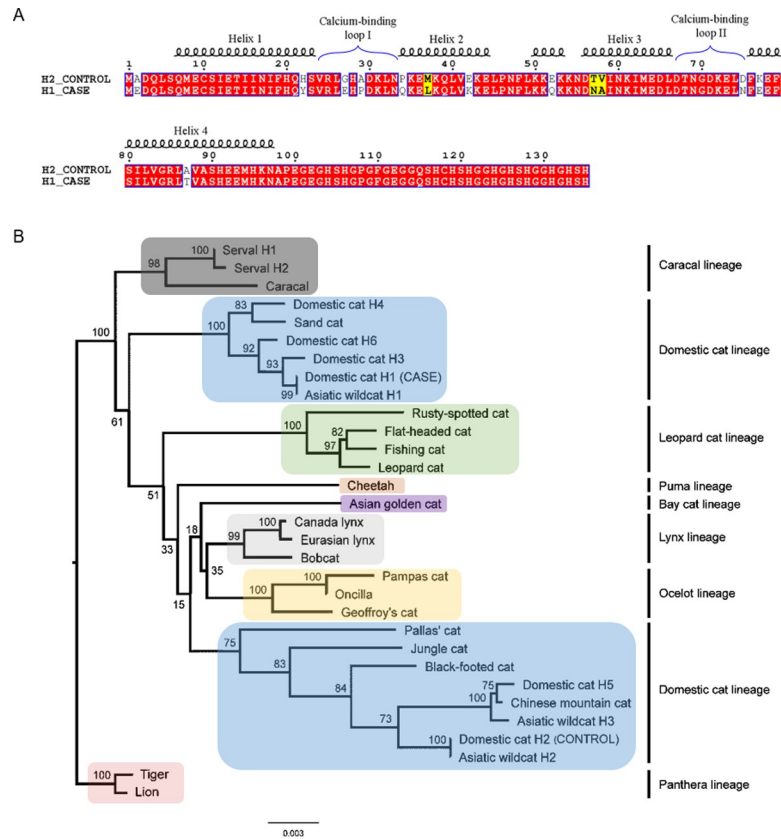 A
Helix 1
Calcium-binding
loop I
Helix 2
Helix 3
Calcium-binding
loop II
1 10 20 30 40 50 60 70
H2_CONTROL MADQLSQMECSIETIINIFHQHSVRLGHADKLNPKEMKQLVEKELPNFLKKEKKNDTVINKIMEDLDTNGDKELDFKEF
H1_CASE MEDQLSQMECSIETIINIFHQYSVRLEHPDKLNQKELKQLVKKELPNFLKKQKKNDNAINKIMEDLDTNGDKELNFEEF
Helix 4
80 90 100 110 120 130
H2_CONTROL SILVGRLAVASHEEMHKNAPEGEGHSHGPGFGEGGQSHCHSHGGHGHSHGGHGHSH
H1_CASE SILVGRLTVASHEEMHKNAPEGEGHSHGPGFGEGGQSHCHSHGGHGHSHGGHGHSH
B
100 Serval H1
98 Serval H2
Caracal
Caracal lineage
100
83 Domestic cat H4
Sand cat
100
92 Domestic cat H6
93 Domestic cat H3
Domestic cat H1 (CASE)
99 Asiatic wildcat H1
Domestic cat lineage
61
100 Rusty-spotted cat
82 Flat-headed cat
97 Fishing cat
Leopard cat
Leopard cat lineage
51
Cheetah
Puma lineage
Asian golden cat
Bay cat lineage
33
18
100 Canada lynx
99 Eurasian lynx
Bobcat
Lynx lineage
35
15
100 Pampas cat
100 Oncilla
Geoffroy's cat
Ocelot lineage
75 Pallas' cat
83 Jungle cat
84 Black-footed cat
75 Domestic cat H5
100 Chinese mountain cat
Asiatic wildcat H3
73
100 Domestic cat H2 (CONTROL)
Asiatic wildcat H2
Domestic cat lineage
100 Tiger
Lion
Panthera lineage
0.003